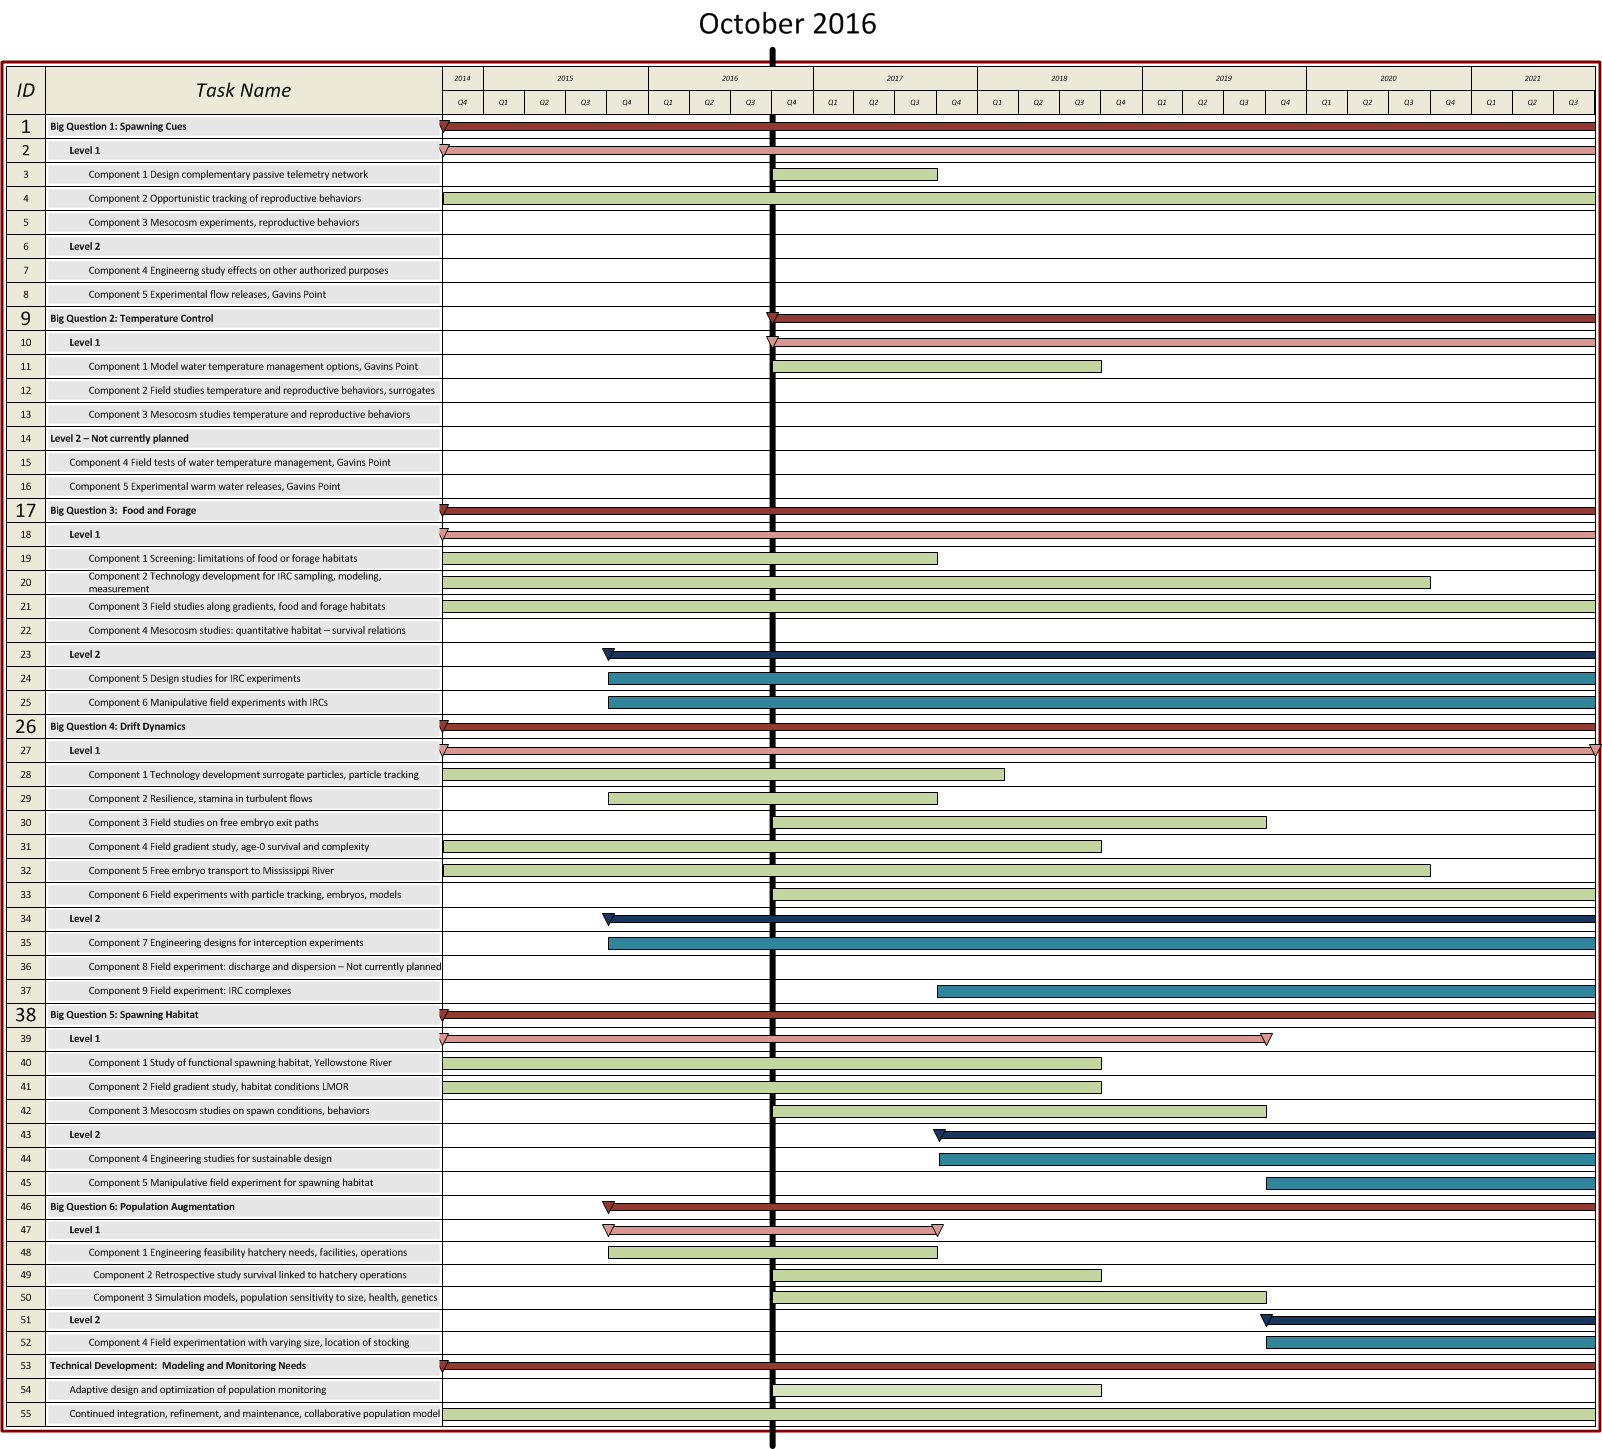 October 2016
ID Task Name 2014 2015 2016 2017 2018 2019 2020 2021
Q4 Q1 Q2 Q3 Q4 Q1 Q2 Q3 Q4 Q1 Q2 Q3 Q4 Q1 Q2 Q3 Q4 Q1 Q2 Q3 Q4 Q1 Q2 Q3 Q4 Q1 Q2 Q3
1 Big Question 1: Spawning Cues
2 Level 1
3 Component 1 Design complementary passive telemetry network
4 Component 2 Opportunistic tracking of reproductive behaviors
5 Component 3 Mesocosm experiments, reproductive behaviors
6 Level 2
7 Component 4 Engineerng study effects on other authorized purposes
8 Component 5 Experimental flow releases, Gavins Point
9 Big Question 2: Temperature Control
10 Level 1
11 Component 1 Model water temperature management options, Gavins Point
12 Component 2 Field studies temperature and reproductive behaviors, surrogates
13 Component 3 Mesocosm studies temperature and reproductive behaviors
14 Level 2 – Not currently planned
15 Component 4 Field tests of water temperature management, Gavins Point
16 Component 5 Experimental warm water releases, Gavins Point
17 Big Question 3: Food and Forage
18 Level 1
19 Component 1 Screening: limitations of food or forage habitats
20 Component 2 Technology development for IRC sampling, modeling,
measurement
21 Component 3 Field studies along gradients, food and forage habitats
22 Component 4 Mesocosm studies: quantitative habitat – survival relations
23 Level 2
24 Component 5 Design studies for IRC experiments
25 Component 6 Manipulative field experiments with IRCs
26 Big Question 4: Drift Dynamics
27 Level 1
28 Component 1 Technology development surrogate particles, particle tracking
29 Component 2 Resilience, stamina in turbulent flows
30 Component 3 Field studies on free embryo exit paths
31 Component 4 Field gradient study, age-0 survival and complexity
32 Component 5 Free embryo transport to Mississippi River
33 Component 6 Field experiments with particle tracking, embryos, models
34 Level 2
35 Component 7 Engineering designs for interception experiments
36 Component 8 Field experiment: discharge and dispersion – Not currently planned
37 Component 9 Field experiment: IRC complexes
38 Big Question 5: Spawning Habitat
39 Level 1
40 Component 1 Study of functional spawning habitat, Yellowstone River
41 Component 2 Field gradient study, habitat conditions LMOR
42 Component 3 Mesocosm studies on spawn conditions, behaviors
43 Level 2
44 Component 4 Engineering studies for sustainable design
45 Component 5 Manipulative field experiment for spawning habitat
46 Big Question 6: Population Augmentation
47 Level 1
48 Component 1 Engineering feasibility hatchery needs, facilities, operations
49 Component 2 Retrospective study survival linked to hatchery operations
50 Component 3 Simulation models, population sensitivity to size, health, genetics
51 Level 2
52 Component 4 Field experimentation with varying size, location of stocking
53 Technical Development: Modeling and Monitoring Needs
54 Adaptive design and optimization of population monitoring
55 Continued integration, refinement, and maintenance, collaborative population model